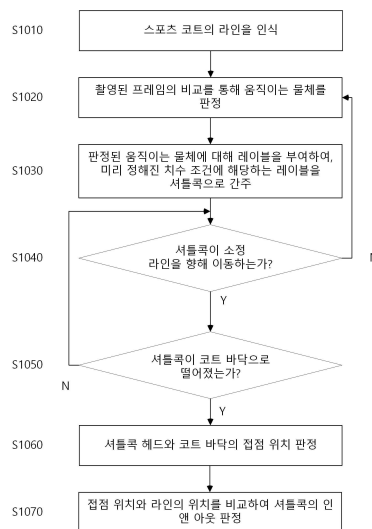 S1010
스포츠 코트의 라인을 인식
S1020
촬영된 프레임의 비교를 통해 움직이는 물체를
판정
S1030
판정된 움직이는 물체에 대해 레이블을 부여하여,
미리 정해진 치수 조건에 해당하는 레이블을
셔틀콕으로 간주
S1040
셔틀콕이 소정
라인을 향해 이동하는가?
N
Y
S1050
셔틀콕이 코트 바닥으로
떨어졌는가?
N
Y
S1060
셔틀콕 헤드와 코트 바닥의 접점 위치 판정
S1070
접점 위치와 라인의 위치를 비교하여 셔틀콕의 인
앤 아웃 판정